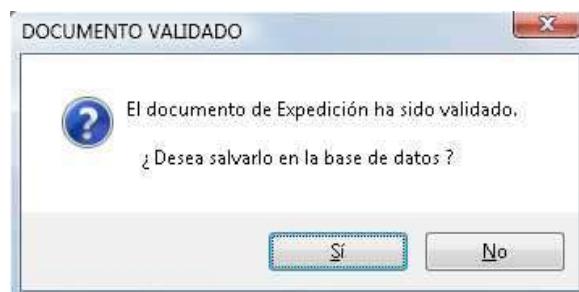 DOCUMENTO VALIDADO
El documento de Expedición ha sido validado.
¿ Desea salvarlo en la base de datos ?
Sí
No